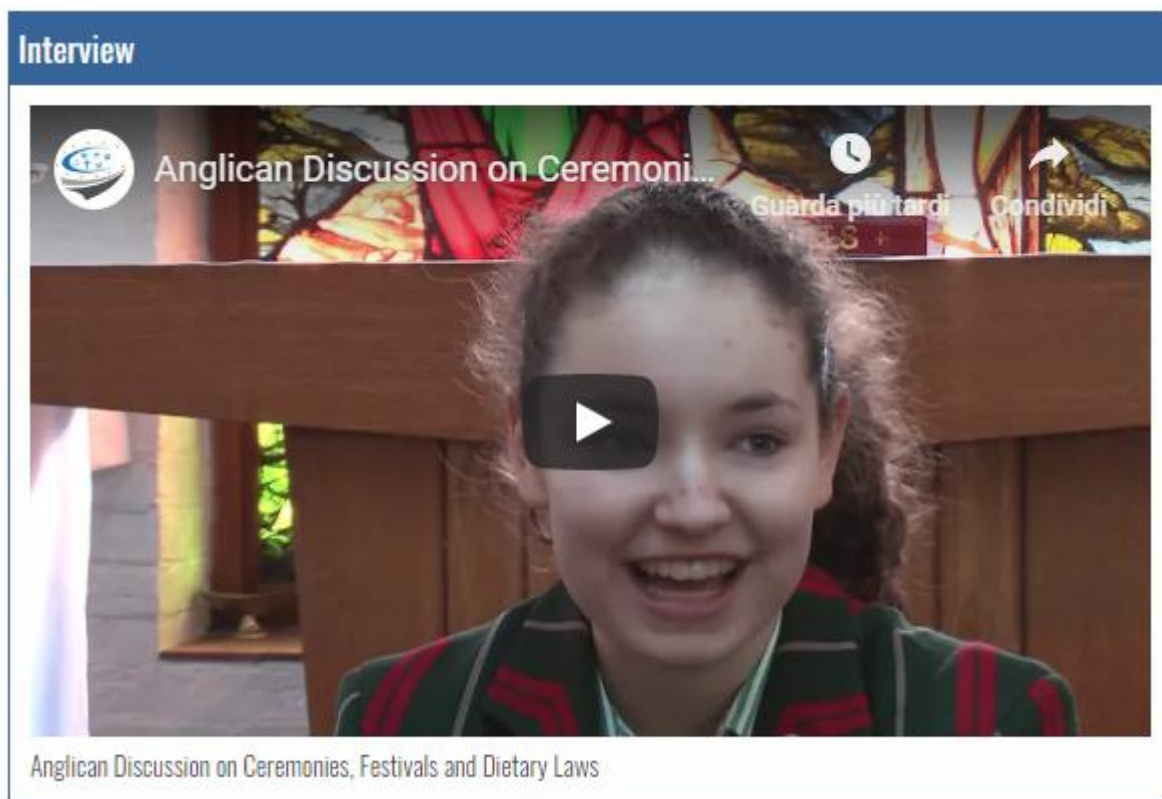 Interview
Anglican Discussion on Ceremoni...
Guarda più tardi
Condividi
Anglican Discussion on Ceremonies, Festivals and Dietary Laws